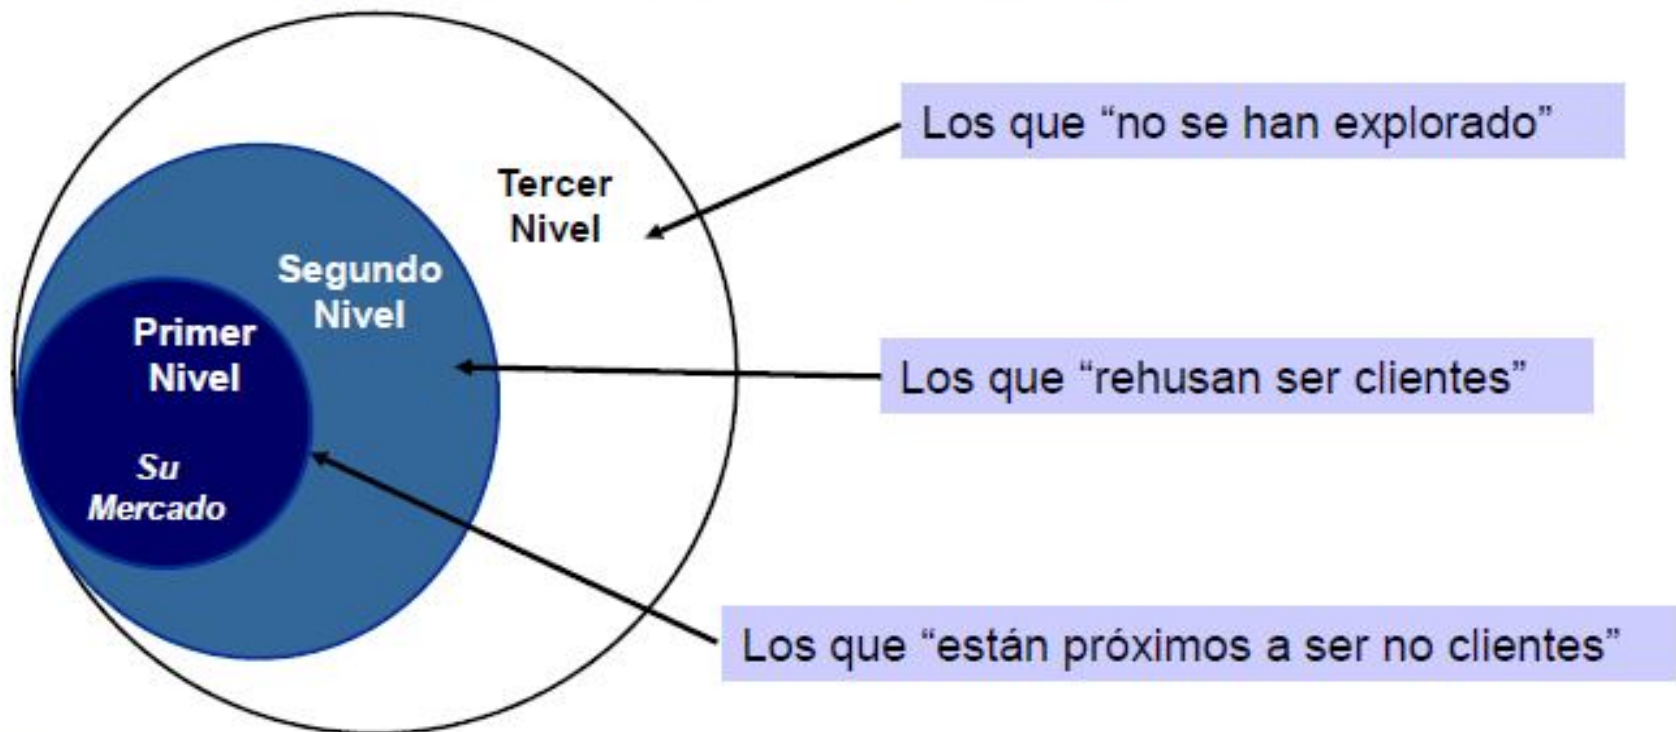 Los que “no se han explorado”
Tercer
Nivel
Segundo
Nivel
Primer
Nivel
Los que “rehusan ser clientes”
Su
Mercado
Los que “están próximos a ser no clientes”